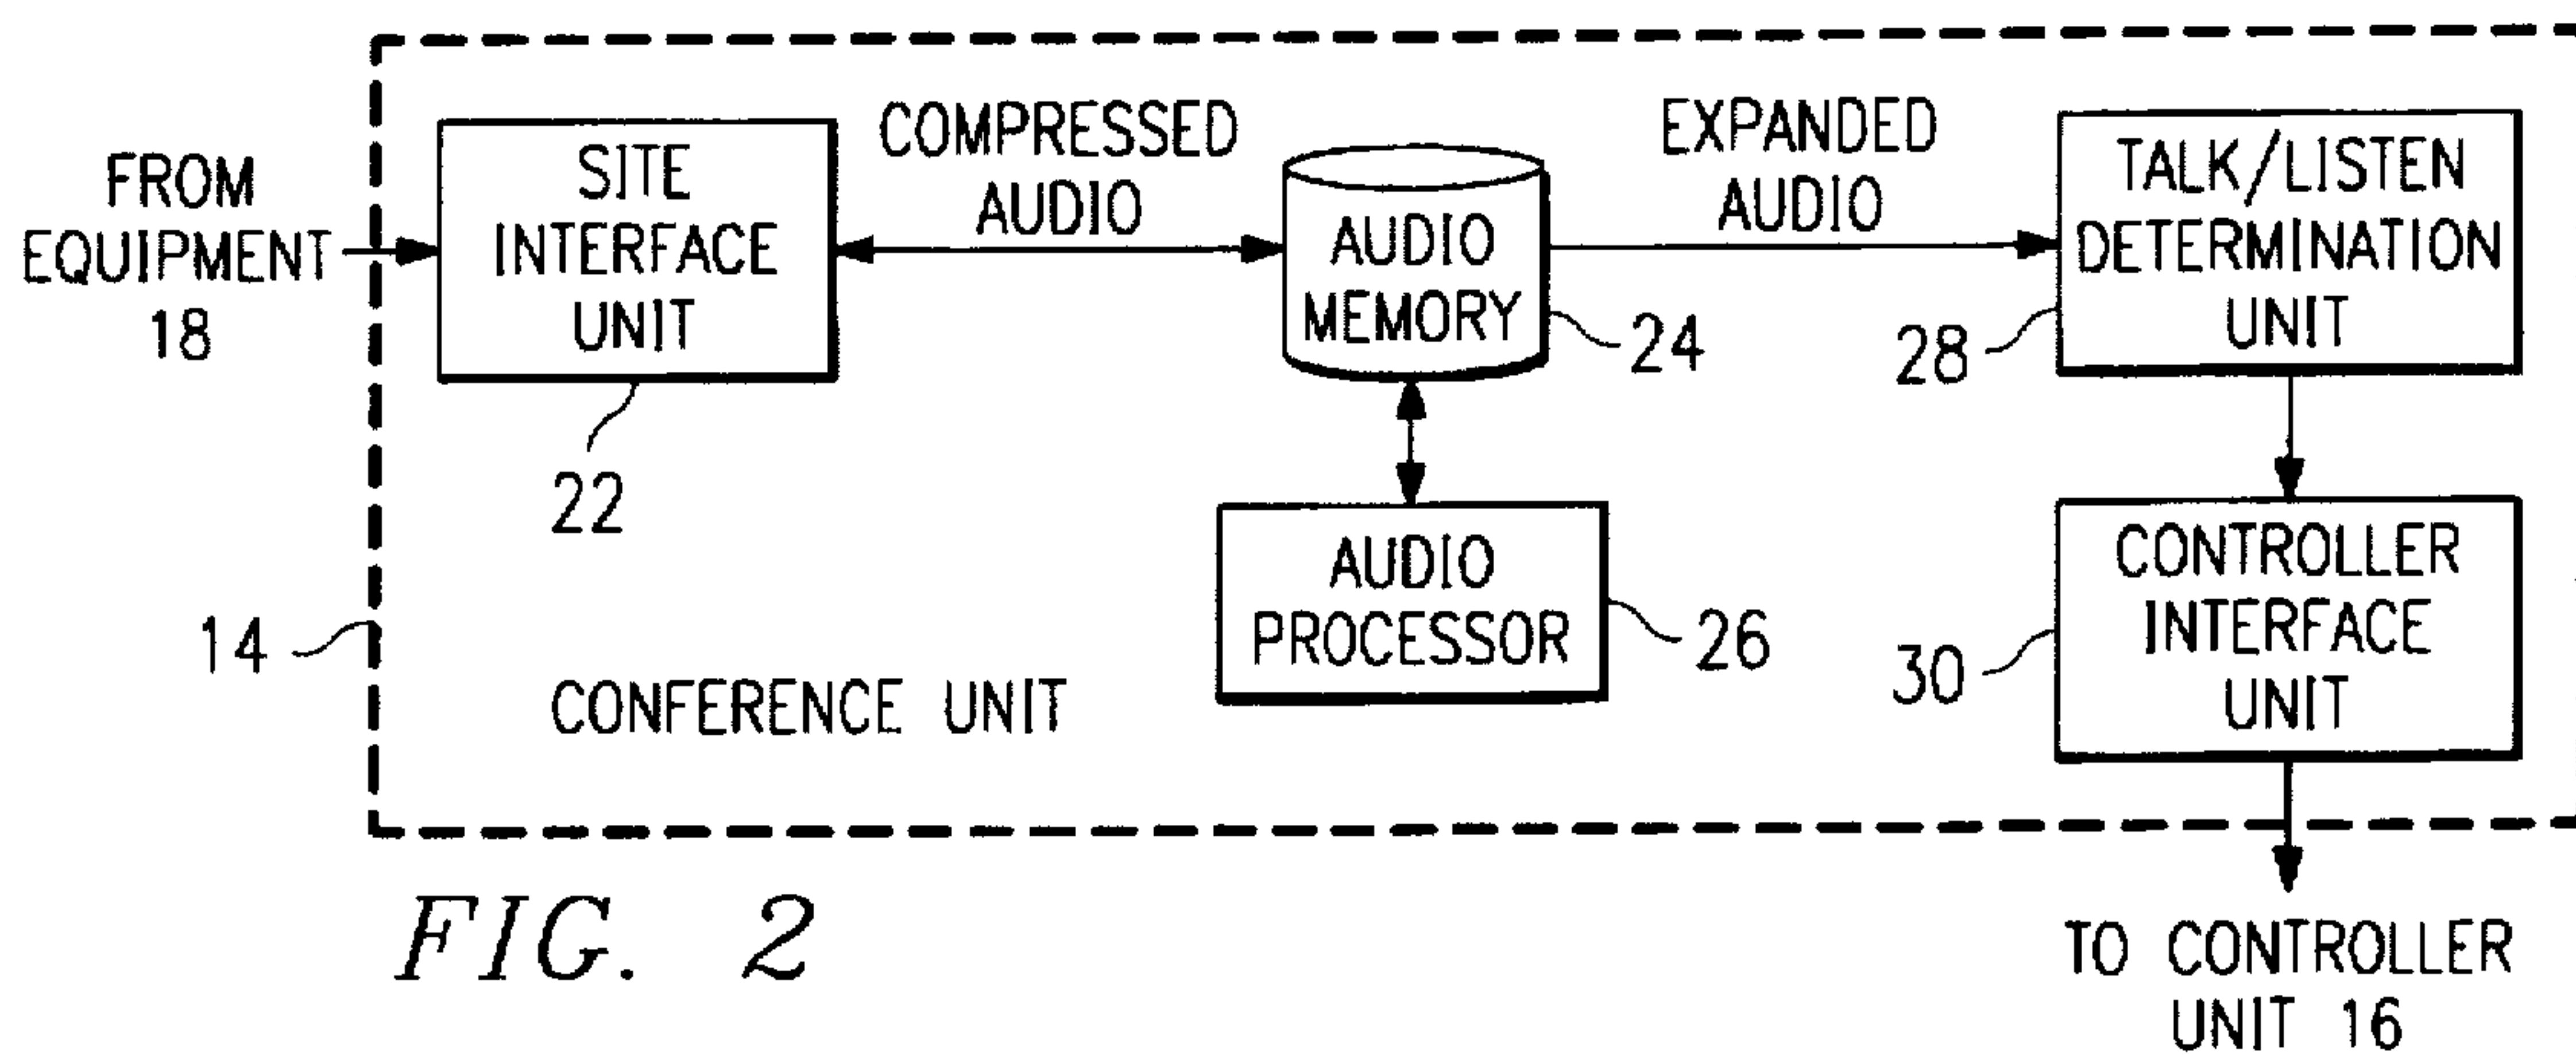 FROM
EQUIPMENT
18
SITE
INTERFACE
UNIT
22
COMPRESSED
AUDIO
AUDIO
MEMORY
24
EXPANDED
AUDIO
TALK/LISTEN
DETERMINATION
UNIT
28
AUDIO
PROCESSOR
26
CONTROLLER
INTERFACE
UNIT
30
14
CONFERENCE UNIT
TO CONTROLLER
UNIT 16
FIG. 2